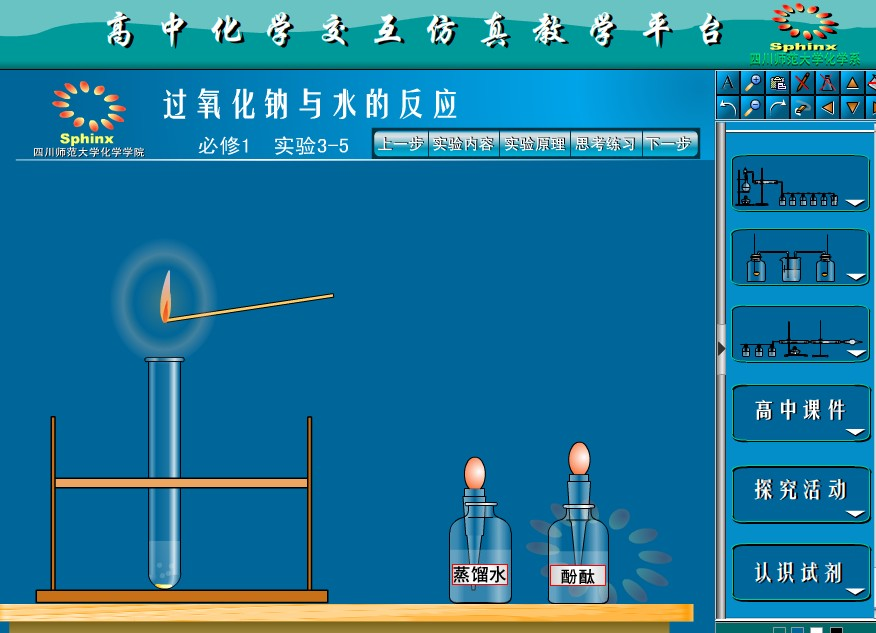 高中化学交互仿真教学平台
Sphinx
四川师范大学化学系
Sphinx
四川师范大学化学学院
过氧化钠与水的反应
必修1 实验3-5
上一步 实验内容 实验原理 思考练习 下一步
A
高中课件
探究活动
认识试剂
蒸馏水
酚酞